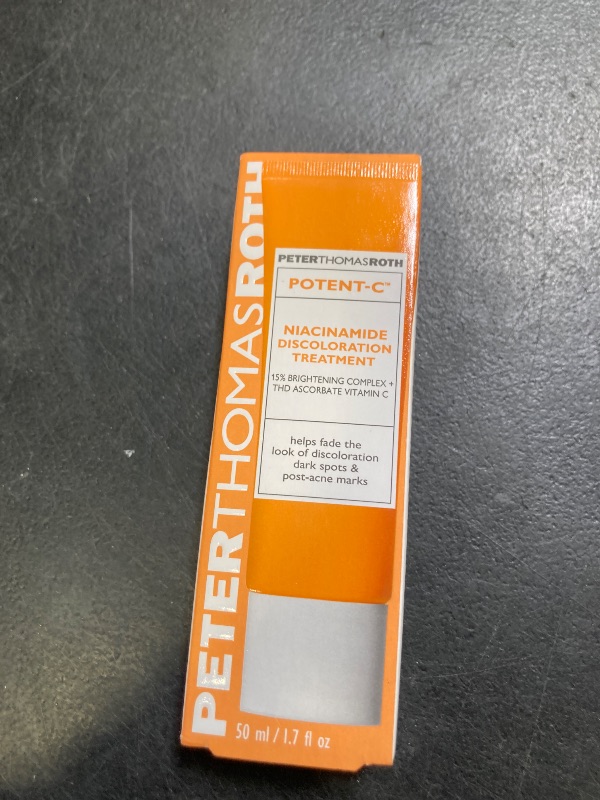 PETERTHOMASROTH
PETERTHOMASROTH
POTENT-C™
NIACINAMIDE
DISCOLORATION
TREATMENT
15% BRIGHTENING COMPLEX +
THD ASCORBATE VITAMIN C
helps fade the
look of discoloration
dark spots &
post-acne marks
50 ml / 1.7 fl oz